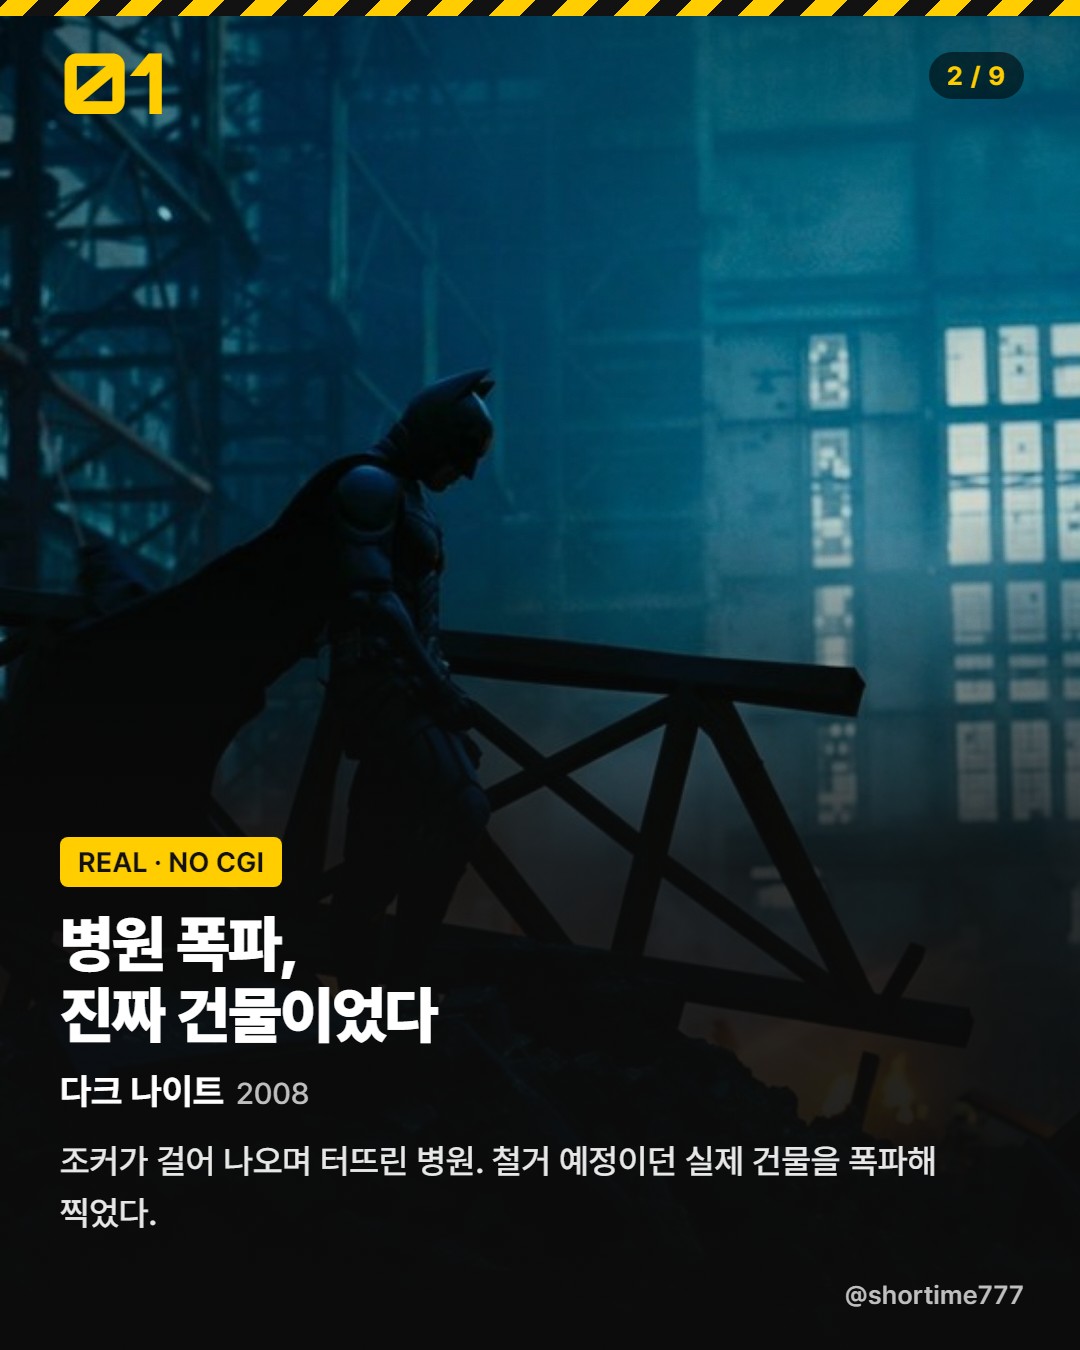 01
2 / 9
REAL · NO CGI
병원 폭파,
진짜 건물이었다
다크 나이트 2008
조커가 걸어 나오며 터뜨린 병원. 철거 예정이던 실제 건물을 폭파해
찍었다.
@shortime777